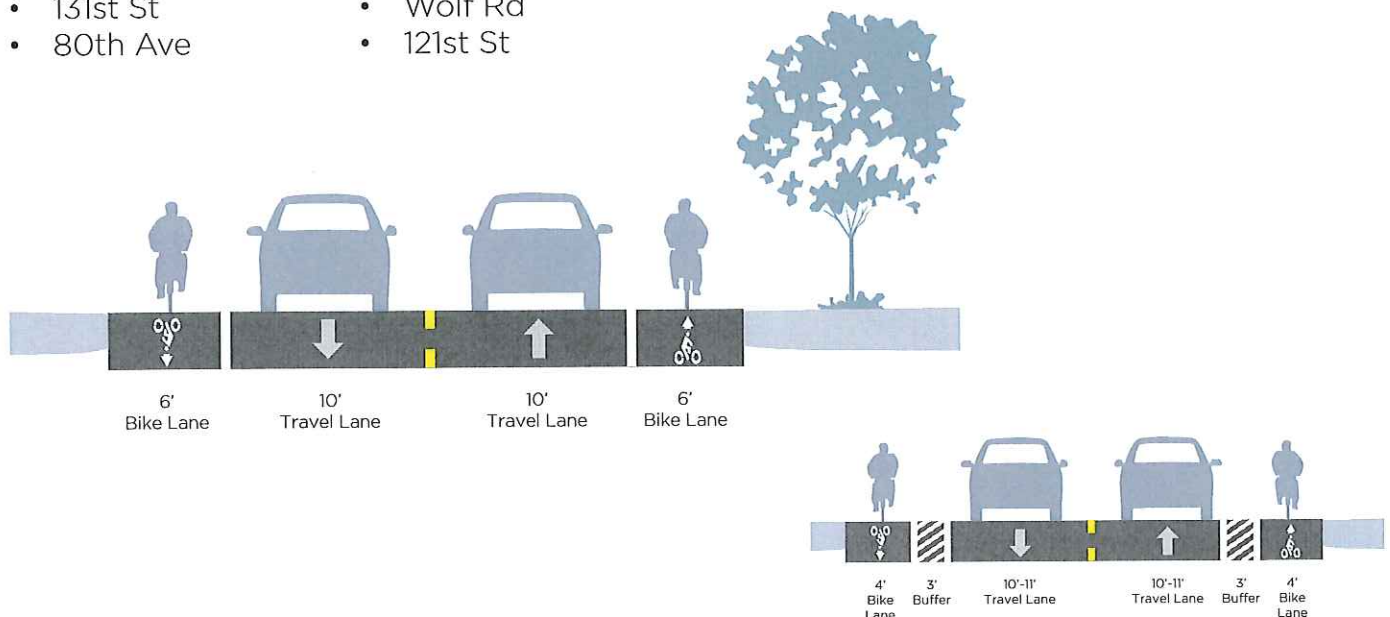 • 131st St
• 80th Ave
• Wolf Rd
• 121st St
6'
Bike Lane
10'
Travel Lane
10'
Travel Lane
6'
Bike Lane
4'
Bike
Lane
3'
Buffer
10'-11'
Travel Lane
10'-11'
Travel Lane
3'
Buffer
4'
Bike
Lane